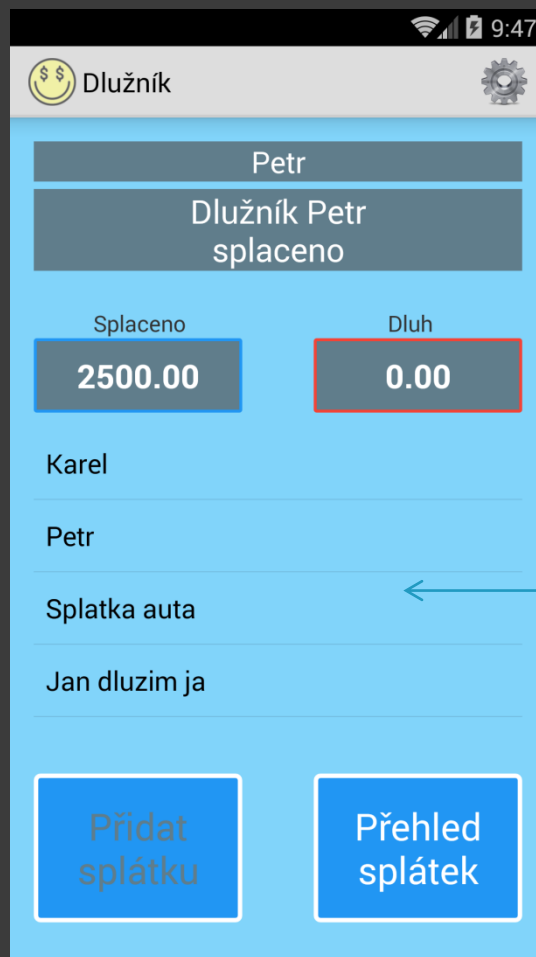 9:47
$ $
Dlužník
Petr
Dlužník Petr
splaceno
Splaceno
Dluh
2500.00
0.00
Karel
Petr
Splatka auta
Jan dluzim ja
Přidat
splátku
Přehled
splátek